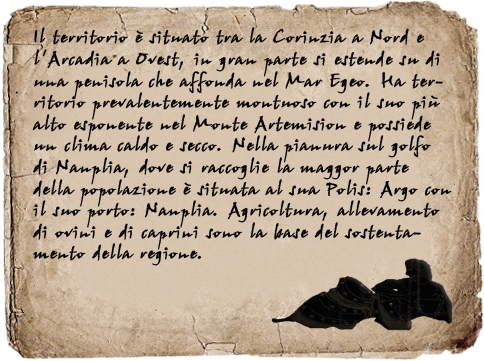 Il territorio è situato tra la Corinzia a Nord e
l'Arcadia a Ovest, in gran parte si estende su di
una penisola che affonda nel Mar Egeo. Ha ter-
ritorio prevalentemente montuoso con il suo più
alto esponente nel Monte Artemision e possiede
un clima caldo e secco. Nella pianura sul golfo
di Nauplia, dove si raccoglie la maggor parte
della popolazione è situata al sua Polis: Argo con
il suo porto: Nauplia. Agricoltura, allevamento
di ovini e di caprini sono la base del sostenta-
mento della regione.